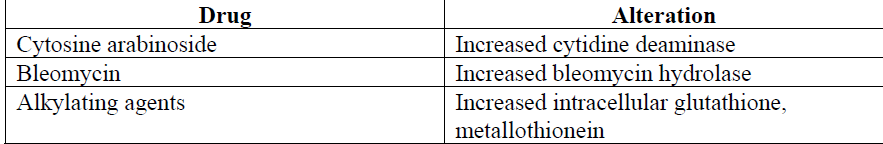 Drug Alteration
Cytosine arabinoside Increased cytidine deaminase
Bleomycin Increased bleomycin hydrolase
Alkylating agents Increased intracellular glutathione,
metallothionein